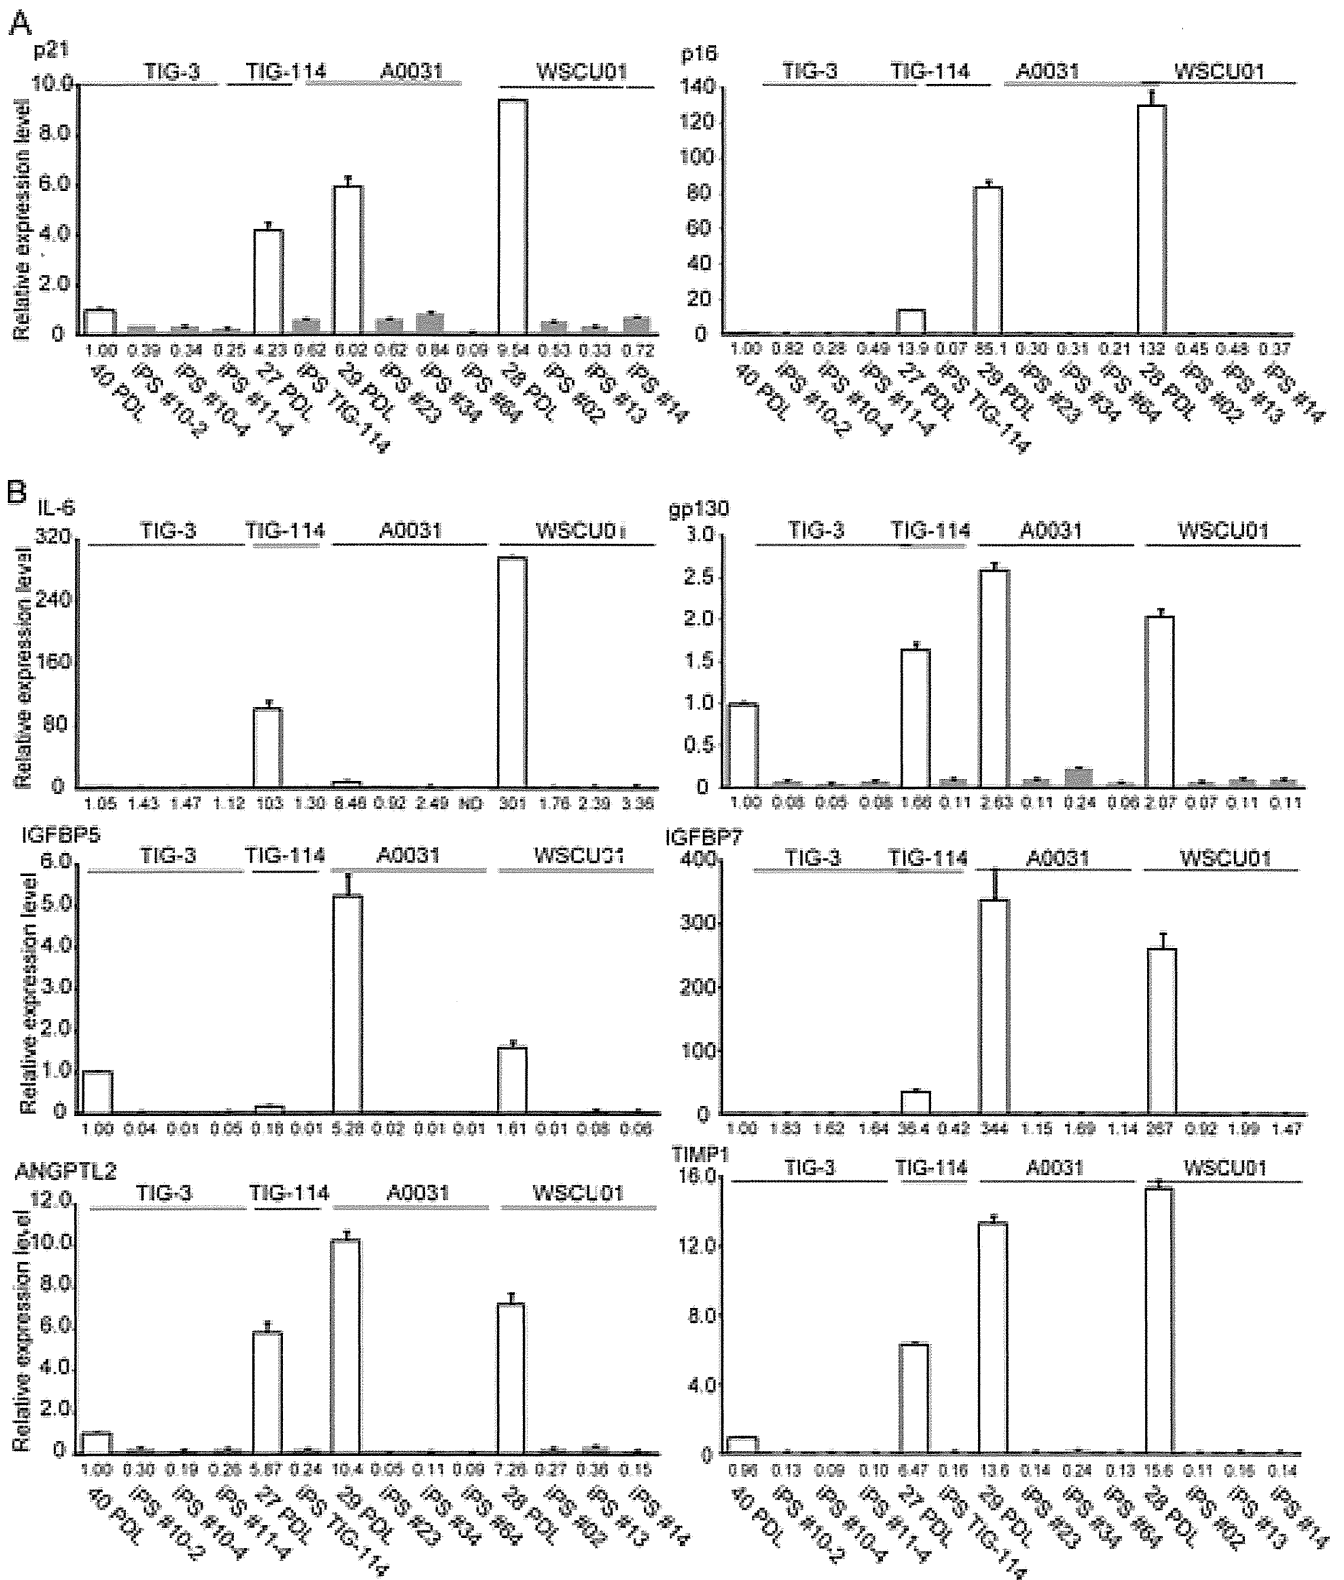 A
p21
TIG-3 TIG-114 A0031 WSCU01
Relative expression level
10.0
8.0
6.0
4.0
2.0
0
1.00 0.39 0.34 0.25 4.23 0.62 6.02 0.62 0.84 0.09 9.54 0.53 0.33 0.72
40 PDL
iPS #10-2
iPS #10-4
iPS #11-4
27 PDL
iPS TIG-114
29 PDL
iPS #23
iPS #34
iPS #64
28 PDL
iPS #02
iPS #13
iPS #14
p16
TIG-3 TIG-114 A0031 WSCU01
140
120
100
80
60
40
20
0
1.00 0.82 0.28 0.49 13.9 0.07 85.1 0.30 0.31 0.21 132 0.45 0.48 0.37
40 PDL
iPS #10-2
iPS #10-4
iPS #11-4
27 PDL
iPS TIG-114
29 PDL
iPS #23
iPS #34
iPS #64
28 PDL
iPS #02
iPS #13
iPS #14
B
IL-6
TIG-3 TIG-114 A0031 WSCU01
Relative expression level
320
240
160
80
0
1.05 1.43 1.47 1.12 103 1.30 8.46 0.92 2.49 ND 301 1.76 2.39 3.36
gp130
TIG-3 TIG-114 A0031 WSCU01
3.0
2.5
2.0
1.5
1.0
0.5
0
1.00 0.08 0.05 0.08 1.66 0.11 2.63 0.11 0.24 0.06 2.07 0.07 0.11 0.11
IGFBP5
TIG-3 TIG-114 A0031 WSCU01
Relative expression level
6.0
5.0
4.0
3.0
2.0
1.0
0
1.00 0.04 0.01 0.05 0.18 0.01 5.28 0.02 0.01 0.01 1.61 0.01 0.08 0.06
IGFBP7
TIG-3 TIG-114 A0031 WSCU01
400
300
200
100
0
1.00 1.83 1.62 1.64 36.4 0.42 344 1.15 1.69 1.14 267 0.92 1.99 1.47
ANGPTL2
TIG-3 TIG-114 A0031 WSCU01
Relative expression level
12.0
10.0
8.0
6.0
4.0
2.0
0
1.00 0.30 0.19 0.26 5.87 0.24 10.4 0.05 0.11 0.09 7.26 0.27 0.36 0.15
40 PDL
iPS #10-2
iPS #10-4
iPS #11-4
27 PDL
iPS TIG-114
29 PDL
iPS #23
iPS #34
iPS #64
28 PDL
iPS #02
iPS #13
iPS #14
TIMP1
TIG-3 TIG-114 A0031 WSCU01
16.0
12.0
8.0
4.0
0
0.96 0.13 0.09 0.10 6.47 0.16 13.6 0.14 0.24 0.13 15.6 0.11 0.16 0.14
40 PDL
iPS #10-2
iPS #10-4
iPS #11-4
27 PDL
iPS TIG-114
29 PDL
iPS #23
iPS #34
iPS #64
28 PDL
iPS #02
iPS #13
iPS #14